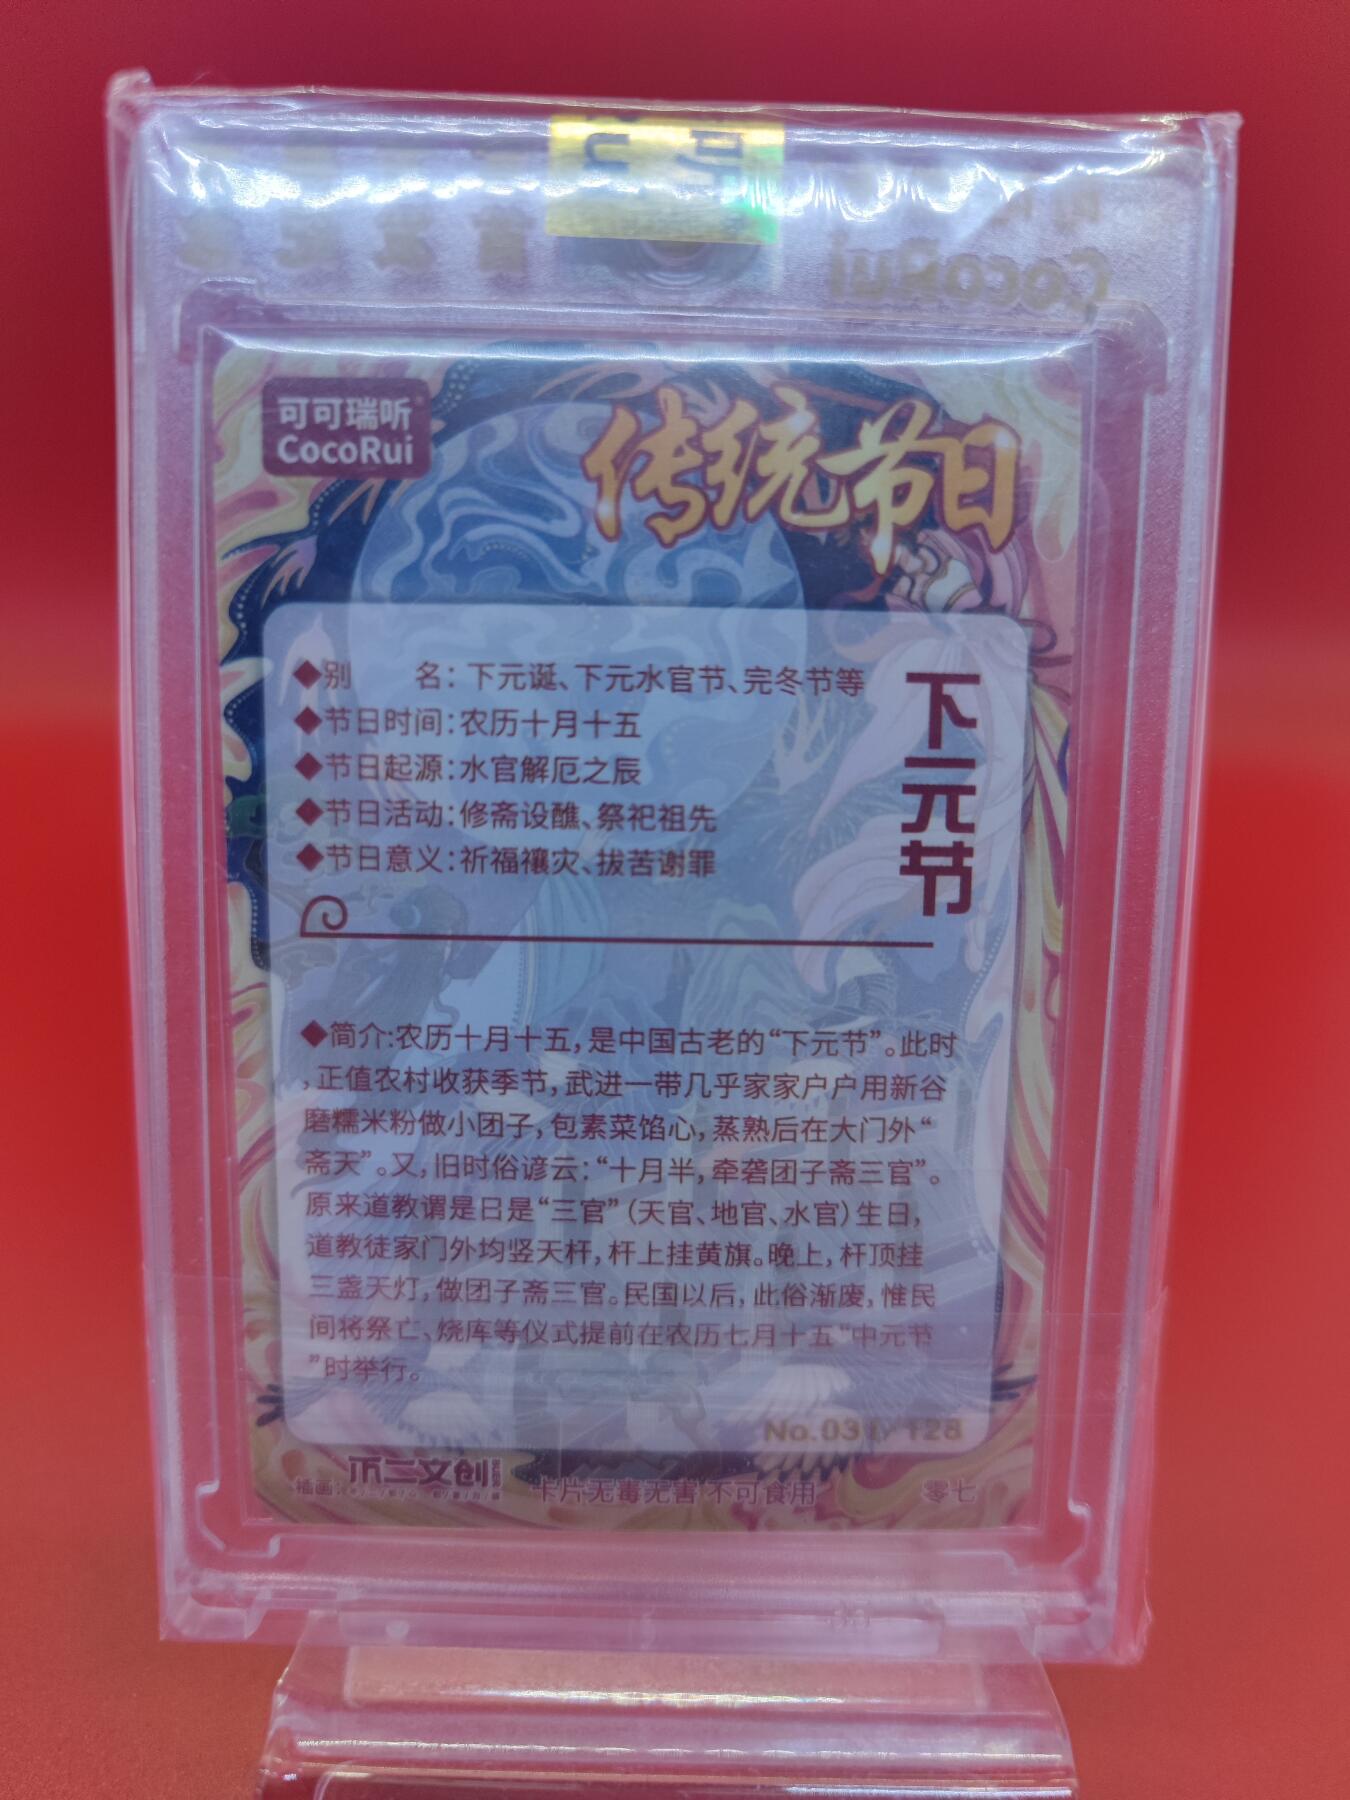 可可瑞听
CocoRui
传统节日
下元节
◆别　　名：下元诞、下元水官节、完冬节等
◆节日时间：农历十月十五
◆节日起源：水官解厄之辰
◆节日活动：修斋设醮、祭祀祖先
◆节日意义：祈福禳灾、拔苦谢罪
◆简介：农历十月十五，是中国古老的“下元节”。此时
，正值农村收获季节，武进一带几乎家家户户用新谷
磨糯米粉做小团子，包素菜馅心，蒸熟后在大门外“
斋天”。又，旧时俗谚云：“十月半，牵砻团子斋三官”。
原来道教谓是日是“三官”（天官、地官、水官）生日，
道教徒家门外均竖天杆，杆上挂黄旗。晚上，杆顶挂
三盏天灯，做团子斋三官。民国以后，此俗渐废，惟民
间将祭亡、烧库等仪式提前在农历七月十五“中元节
”时举行。
/128
插画：不二文创
卡片无毒无害 不可食用
零七